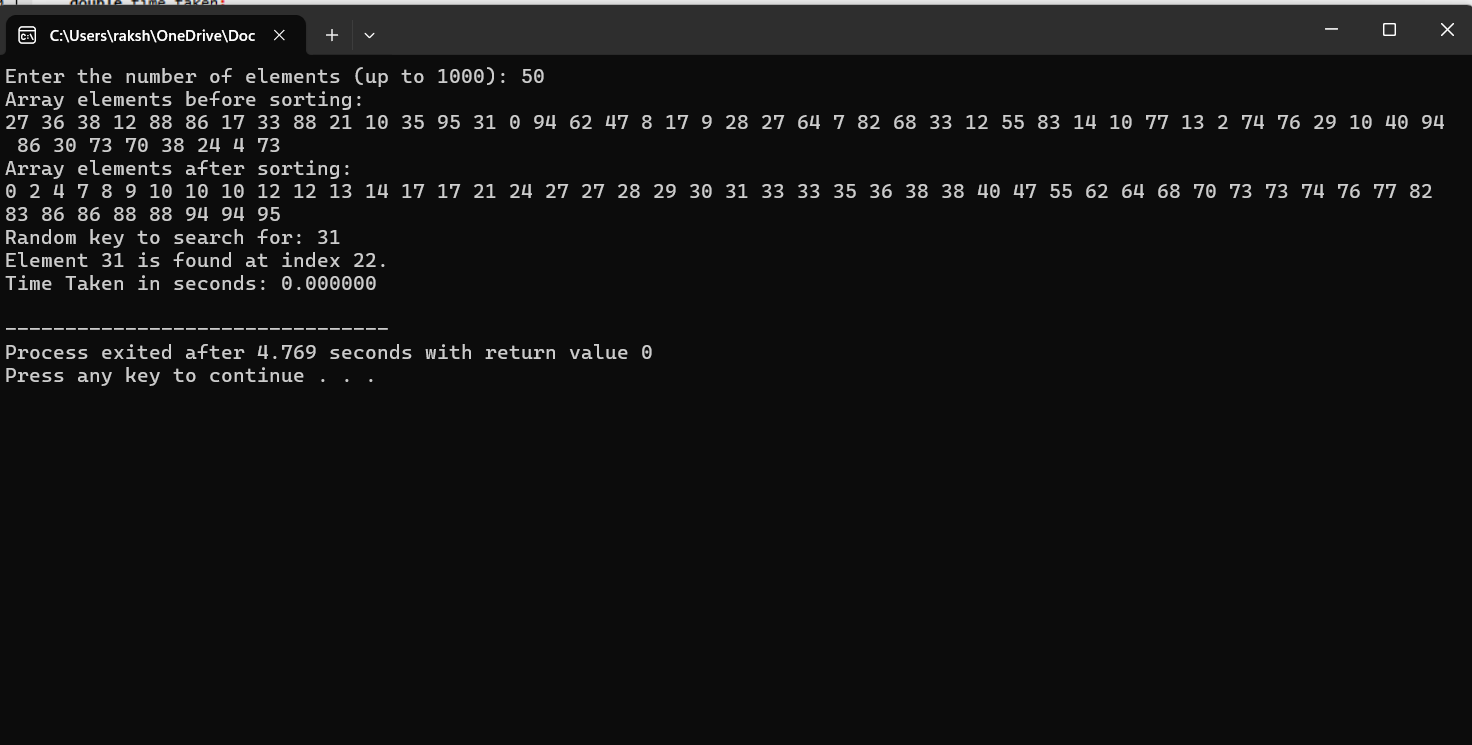 double time_taken;
C:\Users\raksh\OneDrive\Doc
Enter the number of elements (up to 1000): 50
Array elements before sorting:
27 36 38 12 88 86 17 33 88 21 10 35 95 31 0 94 62 47 8 17 9 28 27 64 7 82 68 33 12 55 83 14 10 77 13 2 74 76 29 10 40 94
86 30 73 70 38 24 4 73
Array elements after sorting:
0 2 4 7 8 9 10 10 10 12 12 13 14 17 17 21 24 27 27 28 29 30 31 33 33 35 36 38 38 40 47 55 62 64 68 70 73 73 74 76 77 82
83 86 86 88 88 94 94 95
Random key to search for: 31
Element 31 is found at index 22.
Time Taken in seconds: 0.000000
--------------------------------
Process exited after 4.769 seconds with return value 0
Press any key to continue . . .